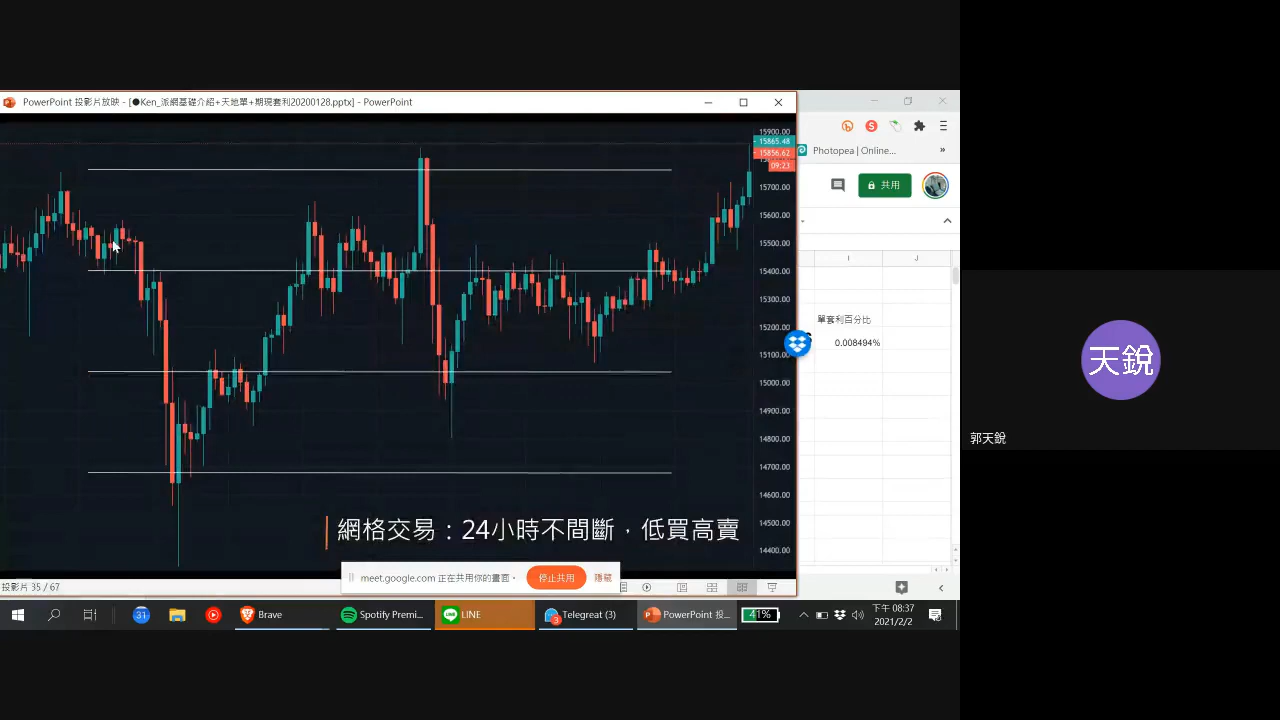 PowerPoint 投影片放映 - [●Ken_派網基礎介紹+天地單+期現套利20200128.pptx] - PowerPoint
15900.00
15865.48
15856.62
09:23
15700.00
15600.00
15500.00
15400.00
15300.00
15200.00
15100.00
15000.00
14900.00
14800.00
14700.00
14600.00
14500.00
14400.00
網格交易：24小時不間斷，低買高賣
Photopea | Online...
共用
I
J
單套利百分比
0.008494%
天銳
郭天銳
meet.google.com 正在共用你的畫面。
停止共用
隱藏
投影片 35 / 67
31
Brave
Spotify Premi...
LINE
Telegreat (3)
PowerPoint 投...
41%
下午 08:37
2021/2/2